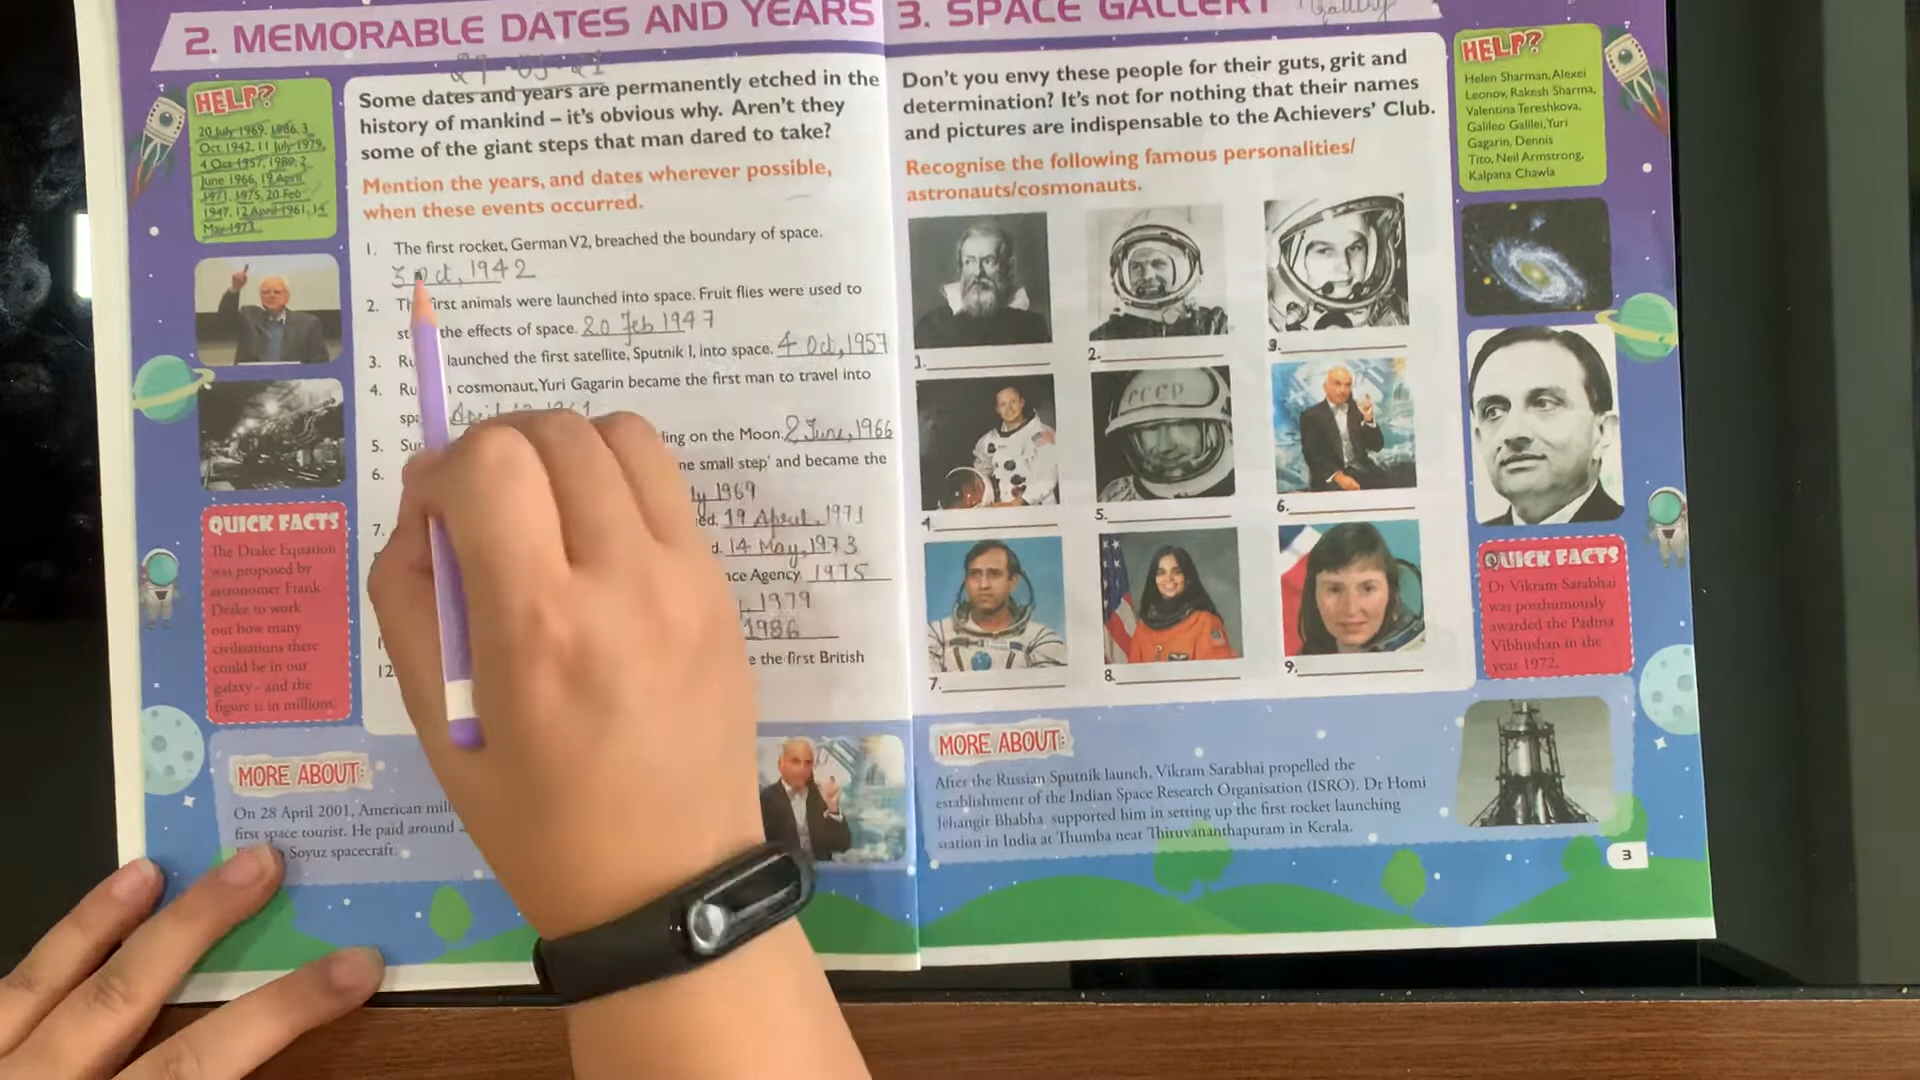 2. MEMORABLE DATES AND YEARS
HELP?
20 July 1969, 1986, 3
Oct 1942, 11 July 1979,
4 Oct 1957, 1989, 2
June 1966, 19 April
1971, 1975, 20 Feb
1947, 12 April 1961, 14
May 1973
Some dates and years are permanently etched in the
history of mankind – it's obvious why. Aren't they
some of the giant steps that man dared to take?
Mention the years, and dates wherever possible,
when these events occurred.
1. The first rocket, German V2, breached the boundary of space.
3 Oct, 1942
2. first animals were launched into space. Fruit flies were used to
the effects of space. 20 Feb 1947
3. launched the first satellite, Sputnik I, into space. 4 Oct, 1957
4. cosmonaut, Yuri Gagarin became the first man to travel into
April
5. on the Moon. 2 June, 1966
6. small step' and became the
1969
7. 19 April, 1971
14 May, 1973
Agency 1975
1979
1986
12. the first British
QUICK FACTS
The Drake Equation
was proposed by
astronomer Frank
Drake to work
out how many
civilisations there
could be in our
galaxy – and the
figure is in millions.
MORE ABOUT:
On 28 April 2001, American
first space tourist. He paid around
Soyuz spacecraft.
3. SPACE GALLERY
Gallery
Don't you envy these people for their guts, grit and
determination? It's not for nothing that their names
and pictures are indispensable to the Achievers' Club.
Recognise the following famous personalities/
astronauts/cosmonauts.
1.
2.
3.
CCCP
4.
5.
6.
7.
8.
9.
HELP?
Helen Sharman, Alexei
Leonov, Rakesh Sharma,
Valentina Tereshkova,
Galileo Galilei, Yuri
Gagarin, Dennis
Tito, Neil Armstrong,
Kalpana Chawla
QUICK FACTS
Dr Vikram Sarabhai
was posthumously
awarded the Padma
Vibhushan in the
year 1972.
MORE ABOUT:
After the Russian Sputnik launch, Vikram Sarabhai propelled the
establishment of the Indian Space Research Organisation (ISRO). Dr Homi
Jehangir Bhabha supported him in setting up the first rocket launching
station in India at Thumba near Thiruvananthapuram in Kerala.
3